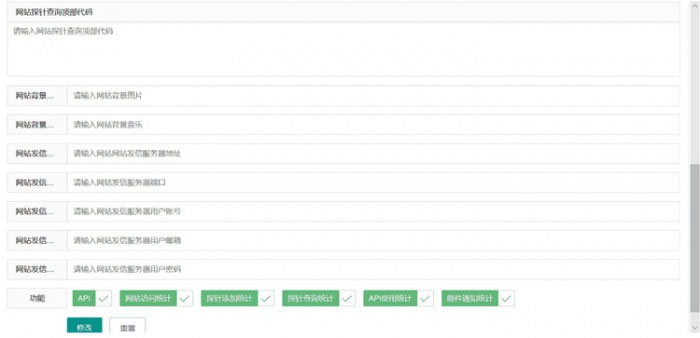 网站探针查询顶部代码
请输入网站探针查询顶部代码
网站背景... 请输入网站背景图片
网站背景... 请输入网站背景音乐
网站发信... 请输入网站网站发信服务器地址
网站发信... 请输入网站发信服务器端口
网站发信... 请输入网站发信服务器用户账号
网站发信... 请输入网站发信服务器用户邮箱
网站发信... 请输入网站发信服务器用户密码
功能 API 网站访问统计 探针添加统计 探针查询统计 API使用统计 邮件通知统计
修改 重置